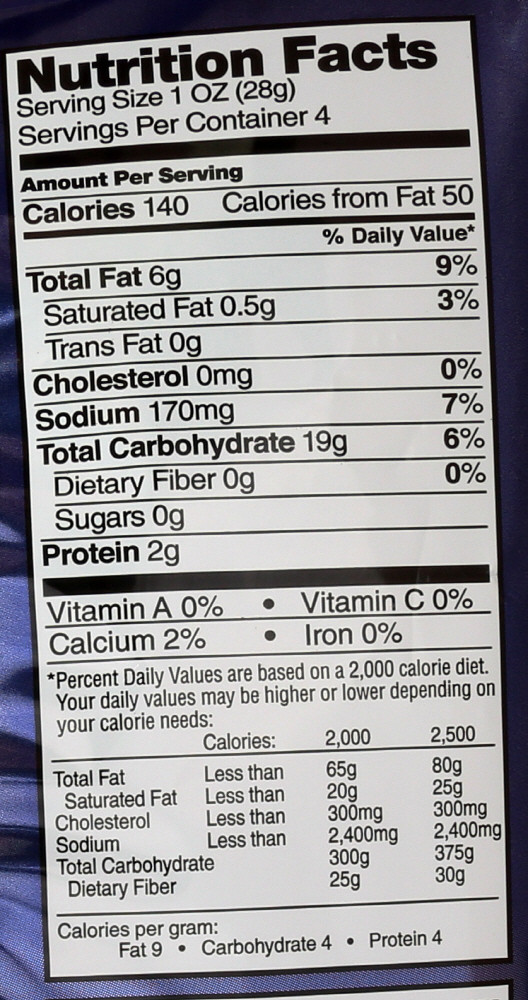 Nutrition Facts
Serving Size 1 OZ (28g)
Servings Per Container 4
Amount Per Serving
Calories 140 Calories from Fat 50
% Daily Value*
Total Fat 6g 9%
Saturated Fat 0.5g 3%
Trans Fat 0g
Cholesterol 0mg 0%
Sodium 170mg 7%
Total Carbohydrate 19g 6%
Dietary Fiber 0g 0%
Sugars 0g
Protein 2g
Vitamin A 0% • Vitamin C 0%
Calcium 2% • Iron 0%
*Percent Daily Values are based on a 2,000 calorie diet.
Your daily values may be higher or lower depending on
your calorie needs:
Calories: 2,000 2,500
Total Fat Less than 65g 80g
Saturated Fat Less than 20g 25g
Cholesterol Less than 300mg 300mg
Sodium Less than 2,400mg 2,400mg
Total Carbohydrate 300g 375g
Dietary Fiber 25g 30g
Calories per gram:
Fat 9 • Carbohydrate 4 • Protein 4